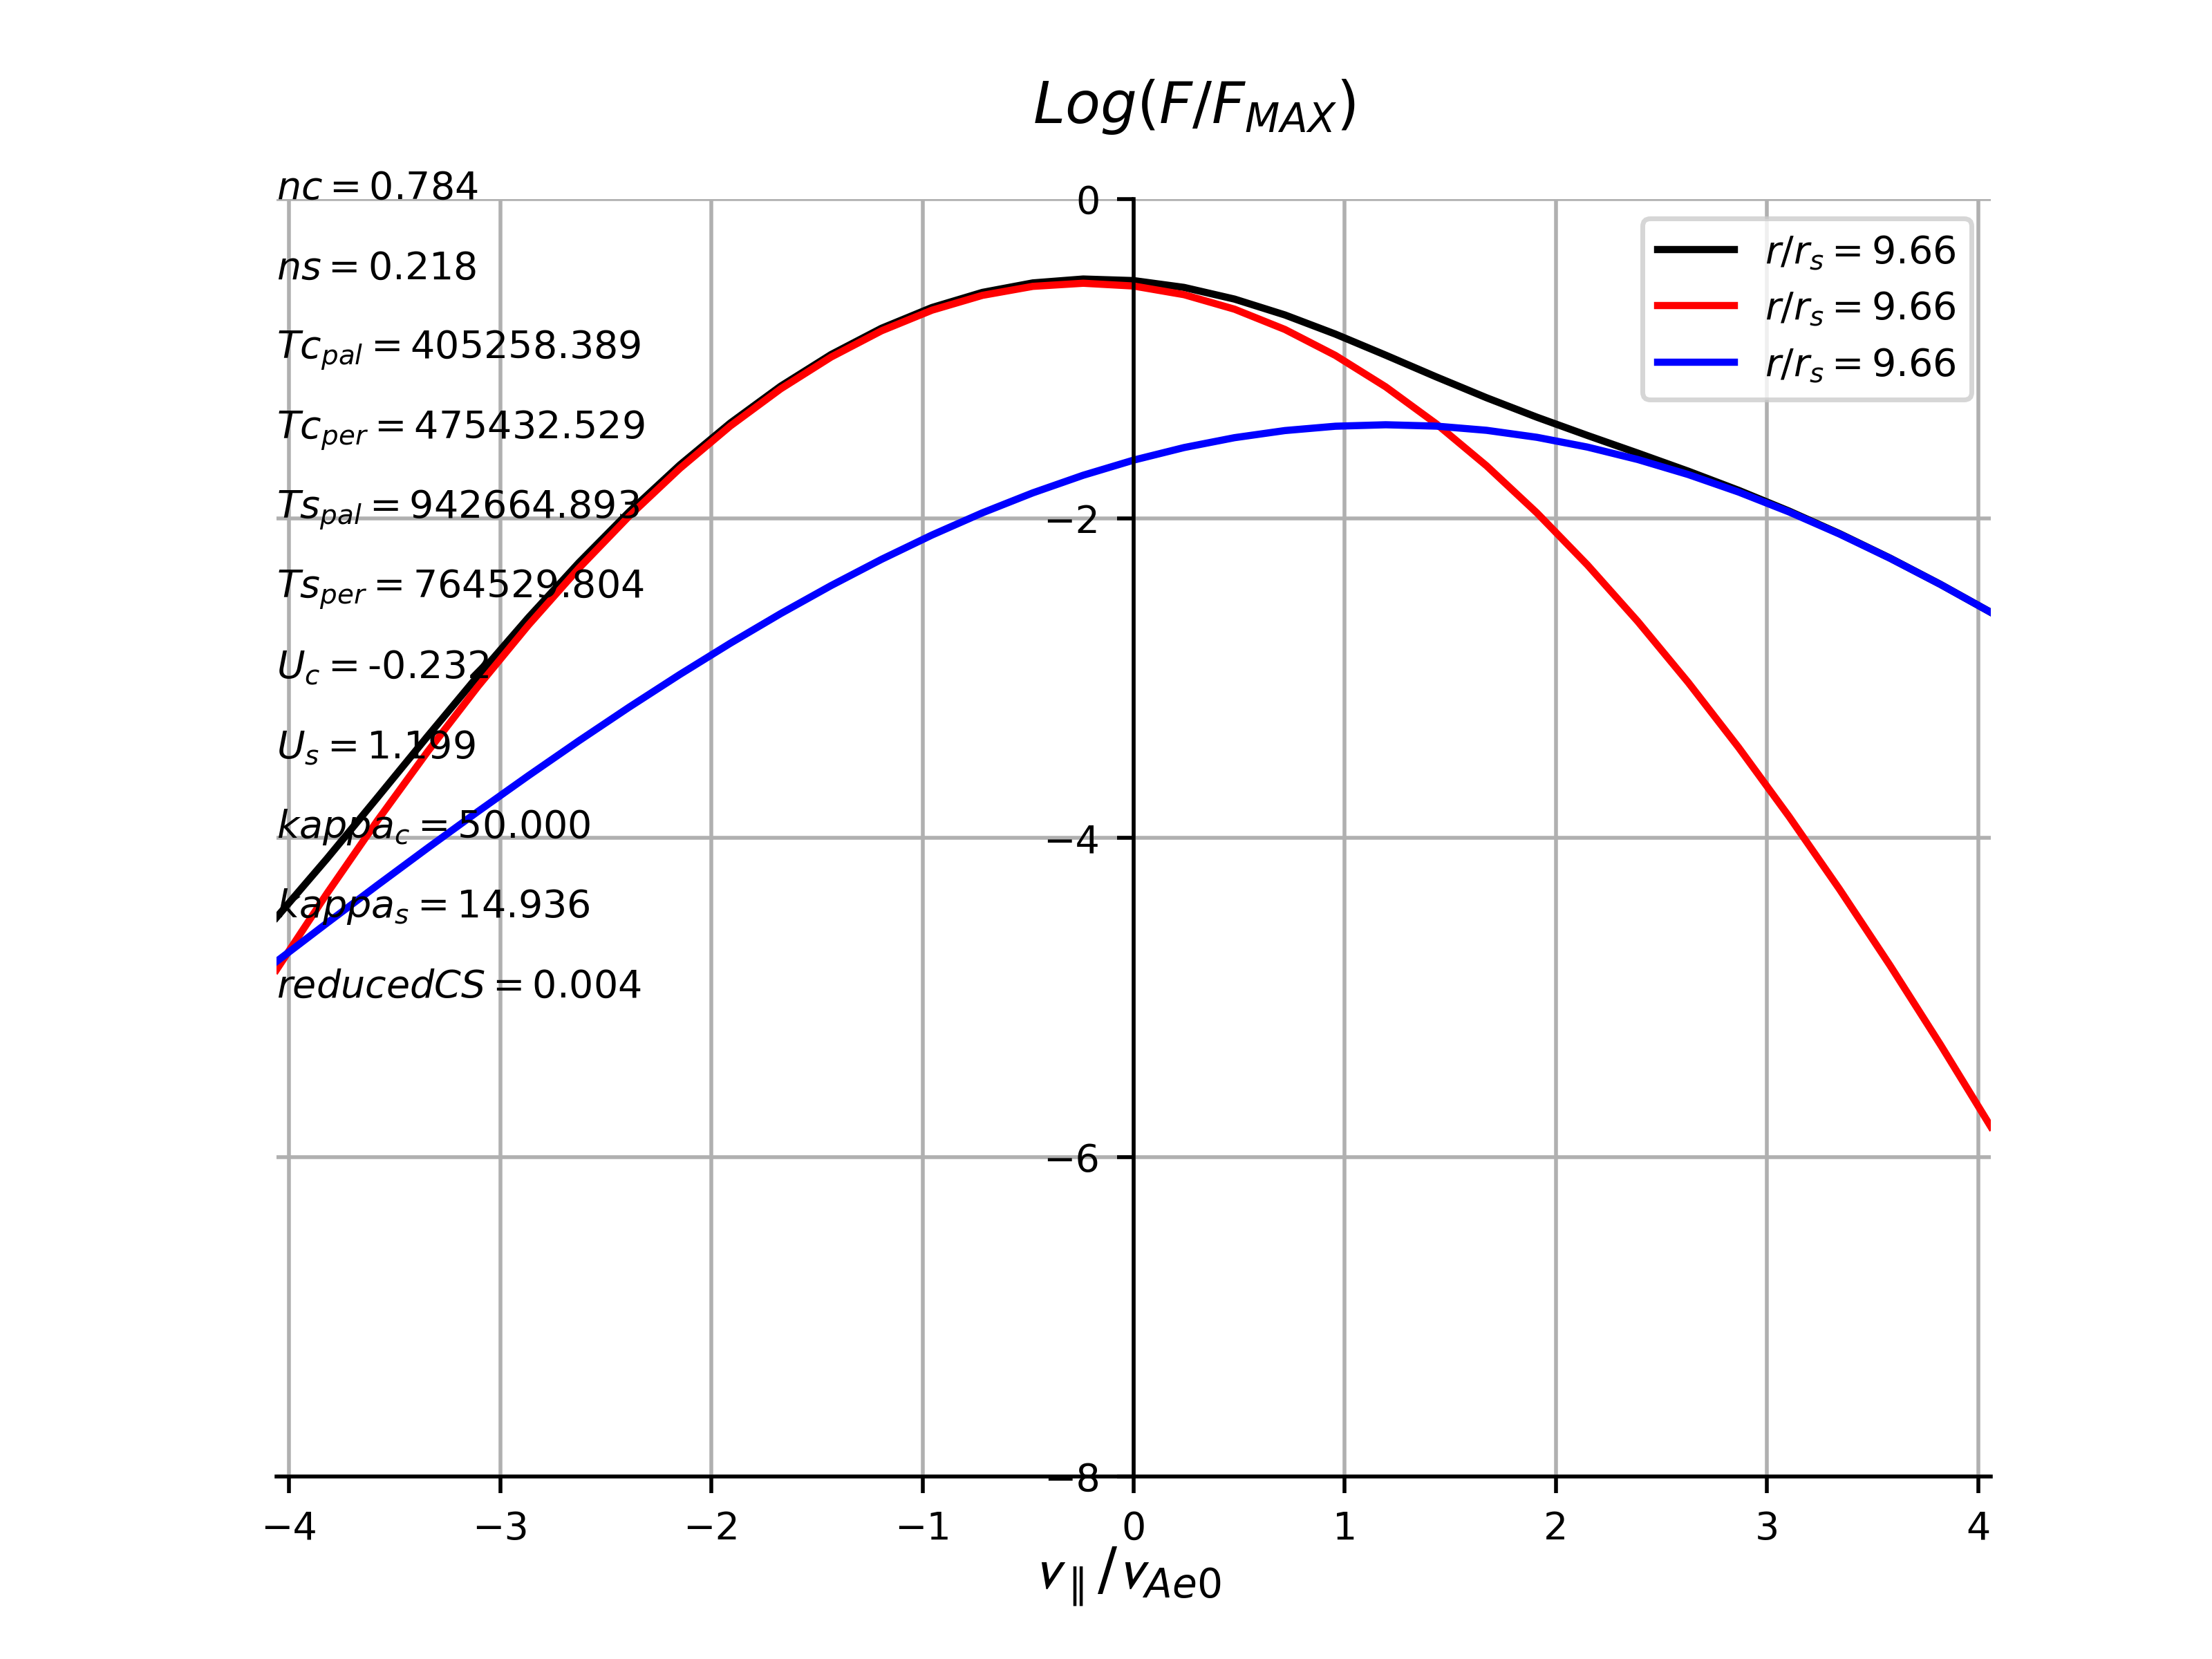 Log(F/F_MAX)
nc = 0.784
ns = 0.218
Tc_pal = 405258.389
Tc_per = 475432.529
Ts_pal = 942664.893
Ts_per = 764529.804
U_c = -0.232
U_s = 1.199
kappa_c = 50.000
kappa_s = 14.936
reducedCS = 0.004
0
−2
−4
−6
−8
r/r_s = 9.66
r/r_s = 9.66
r/r_s = 9.66
−4 −3 −2 −1 0 1 2 3 4
v_∥/v_Ae0